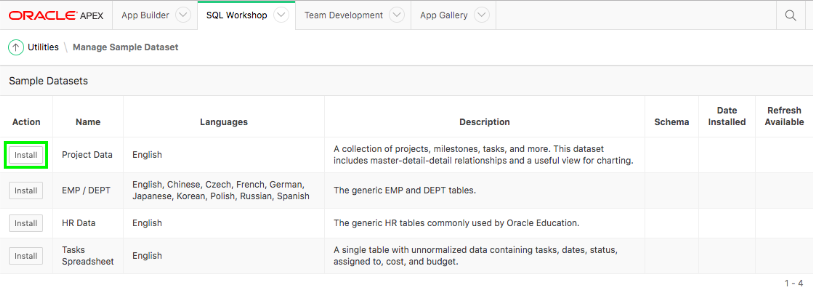 ORACLE APEX App Builder SQL Workshop Team Development App Gallery
Utilities \ Manage Sample Dataset
Sample Datasets
Action Name Languages Description Schema Date Installed Refresh Available
Install Project Data English A collection of projects, milestones, tasks, and more. This dataset
includes master-detail-detail relationships and a useful view for charting.
Install EMP / DEPT English, Chinese, Czech, French, German,
Japanese, Korean, Polish, Russian, Spanish The generic EMP and DEPT tables.
Install HR Data English The generic HR tables commonly used by Oracle Education.
Install Tasks Spreadsheet English A single table with unnormalized data containing tasks, dates, status,
assigned to, cost, and budget.
1 - 4